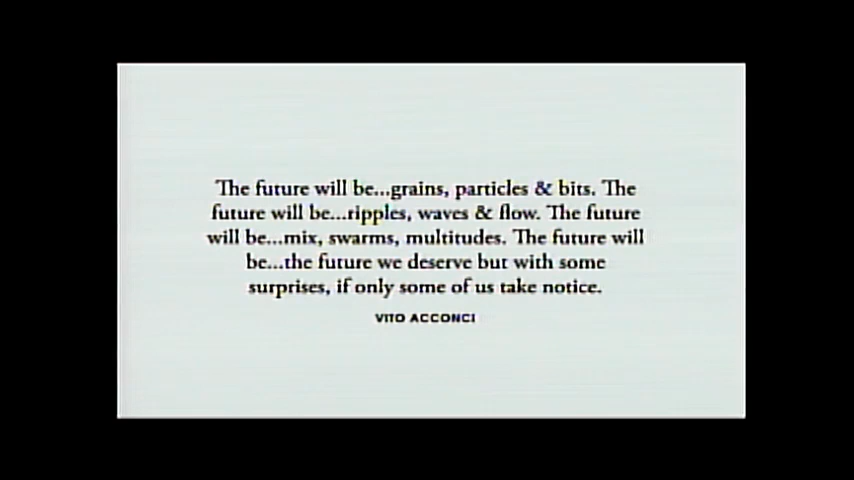 The future will be...grains, particles & bits. The
future will be...ripples, waves & flow. The future
will be...mix, swarms, multitudes. The future will
be...the future we deserve but with some
surprises, if only some of us take notice.
VITO ACCONCI